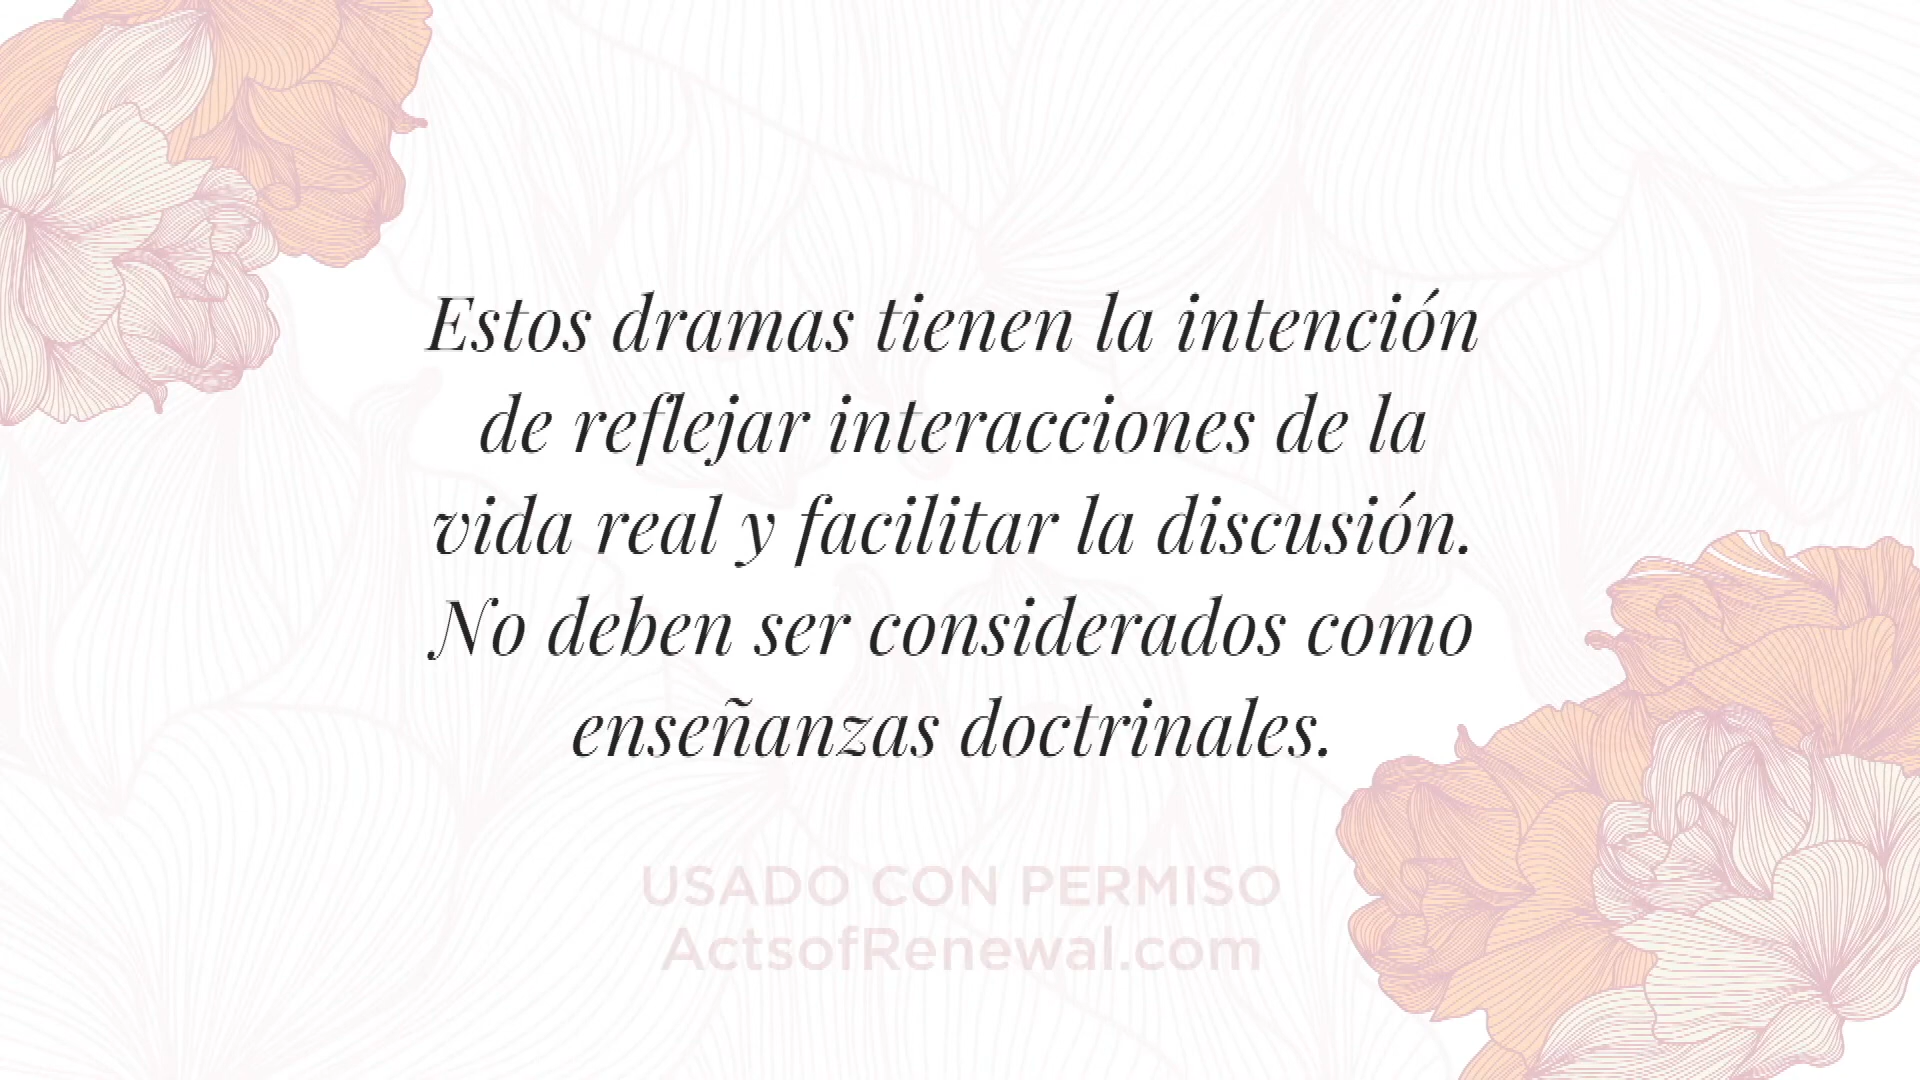 Estos dramas tienen la intención
de reflejar interacciones de la
vida real y facilitar la discusión.
No deben ser considerados como
enseñanzas doctrinales.
USADO CON PERMISO
ActsofRenewal.com